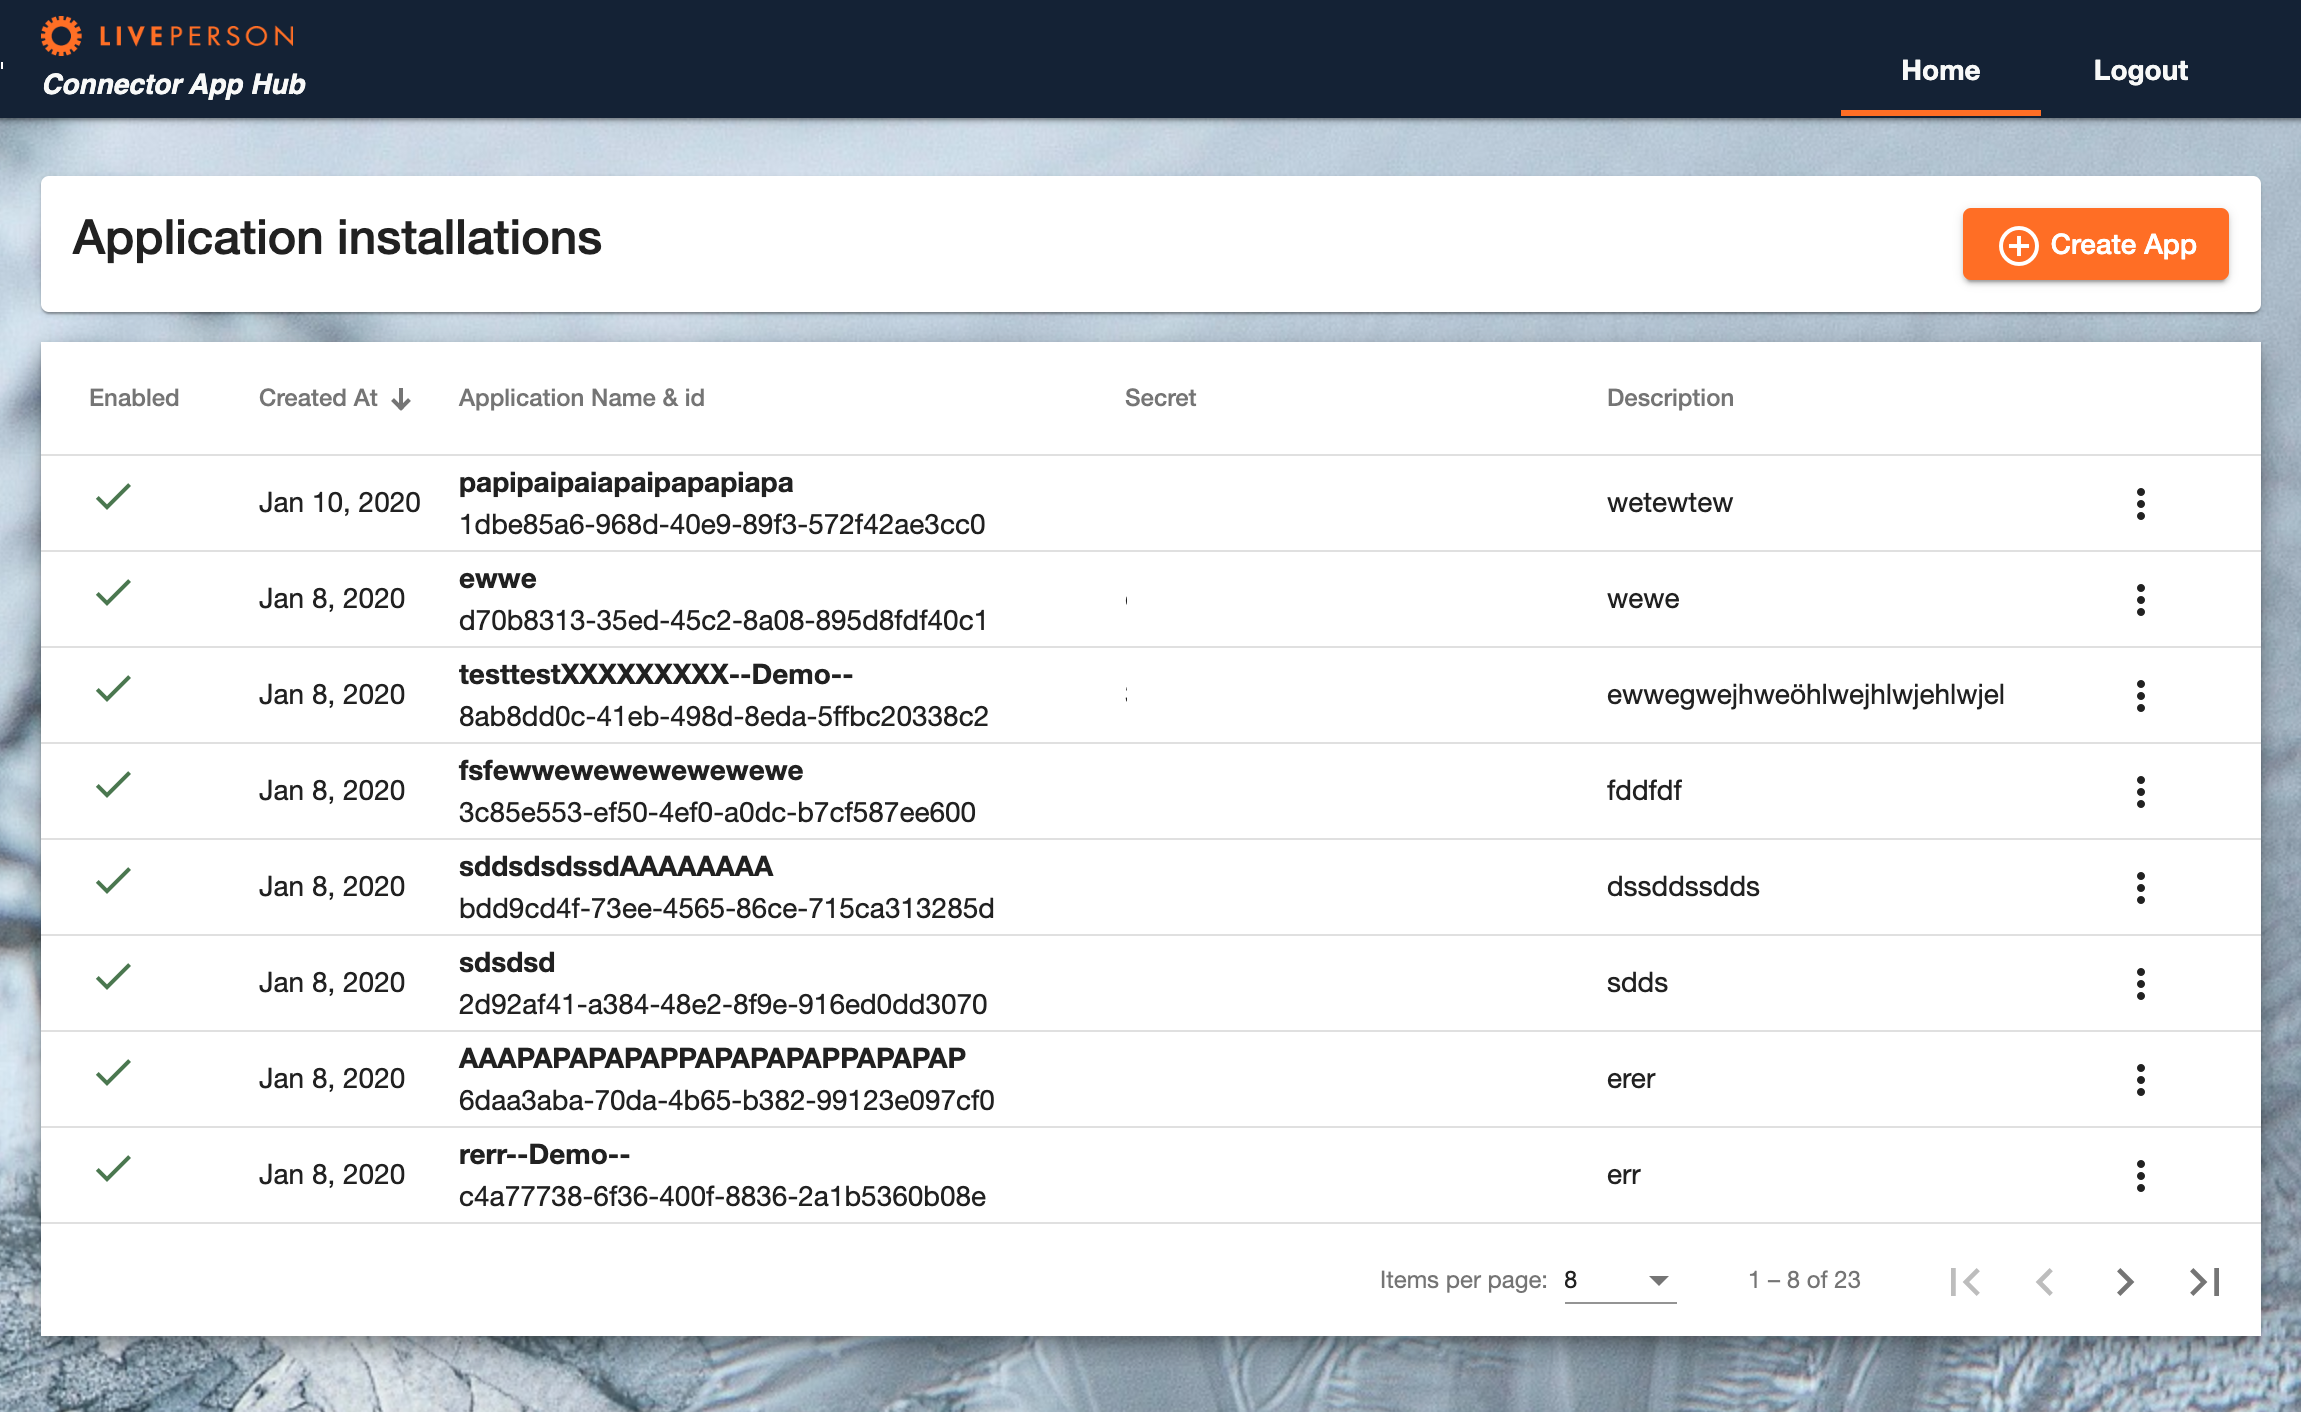 LIVEPERSON
Connector App Hub
Home Logout
Application installations
Create App
Enabled Created At Application Name & id Secret Description
papipaipaiapaipapapiapa
Jan 10, 2020 wetewtew
1dbe85a6-968d-40e9-89f3-572f42ae3cc0
ewwe
Jan 8, 2020 wewe
d70b8313-35ed-45c2-8a08-895d8fdf40c1
testtestXXXXXXXXX--Demo--
Jan 8, 2020 ewwegwejhweöhlwejhlwjehlwjel
8ab8dd0c-41eb-498d-8eda-5ffbc20338c2
fsfewwewewewewewewe
Jan 8, 2020 fddfdf
3c85e553-ef50-4ef0-a0dc-b7cf587ee600
sddsdsdssdAAAAAAAA
Jan 8, 2020 dssddssdds
bdd9cd4f-73ee-4565-86ce-715ca313285d
sdsdsd
Jan 8, 2020 sdds
2d92af41-a384-48e2-8f9e-916ed0dd3070
AAAPAPAPAPAPPAPAPAPAPPAPAPAP
Jan 8, 2020 erer
6daa3aba-70da-4b65-b382-99123e097cf0
rerr--Demo--
Jan 8, 2020 err
c4a77738-6f36-400f-8836-2a1b5360b08e
Items per page: 8 1 – 8 of 23